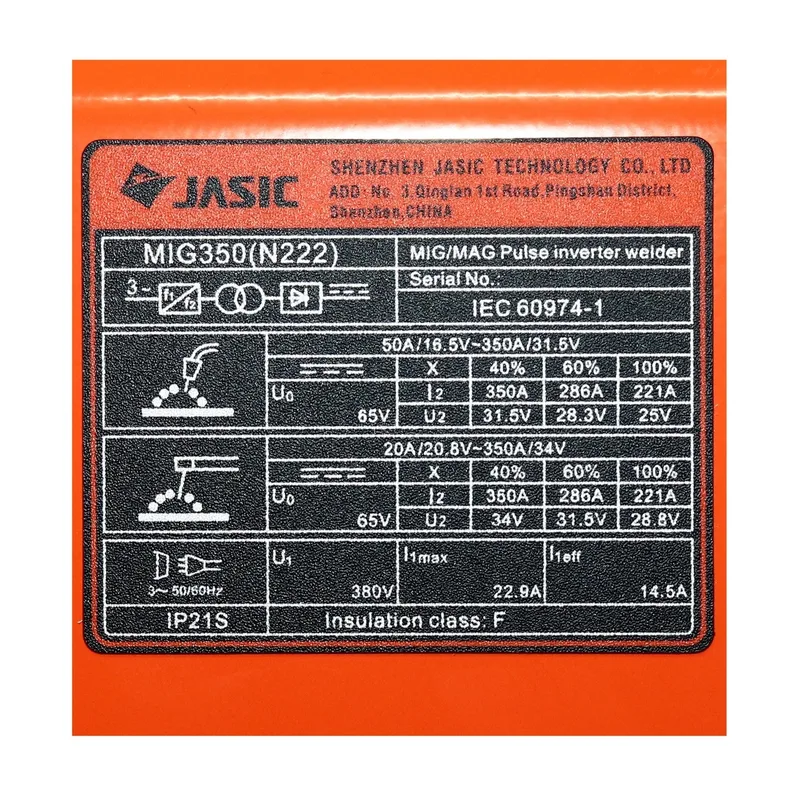 JASIC
SHENZHEN JASIC TECHNOLOGY CO., LTD
ADD: No 3, Qinglan 1st Road, Pingshan District,
Shenzhen, CHINA
MIG350(N222) MIG/MAG Pulse inverter welder
Serial No.:
3~ f1 f2 IEC 60974-1
50A/16.5V~350A/31.5V
X 40% 60% 100%
U0 I2 350A 286A 221A
65V U2 31.5V 28.3V 25V
20A/20.8V~350A/34V
X 40% 60% 100%
U0 I2 350A 286A 221A
65V U2 34V 31.5V 28.8V
U1 I1max I1eff
3~ 50/60Hz 380V 22.9A 14.5A
IP21S Insulation class: F